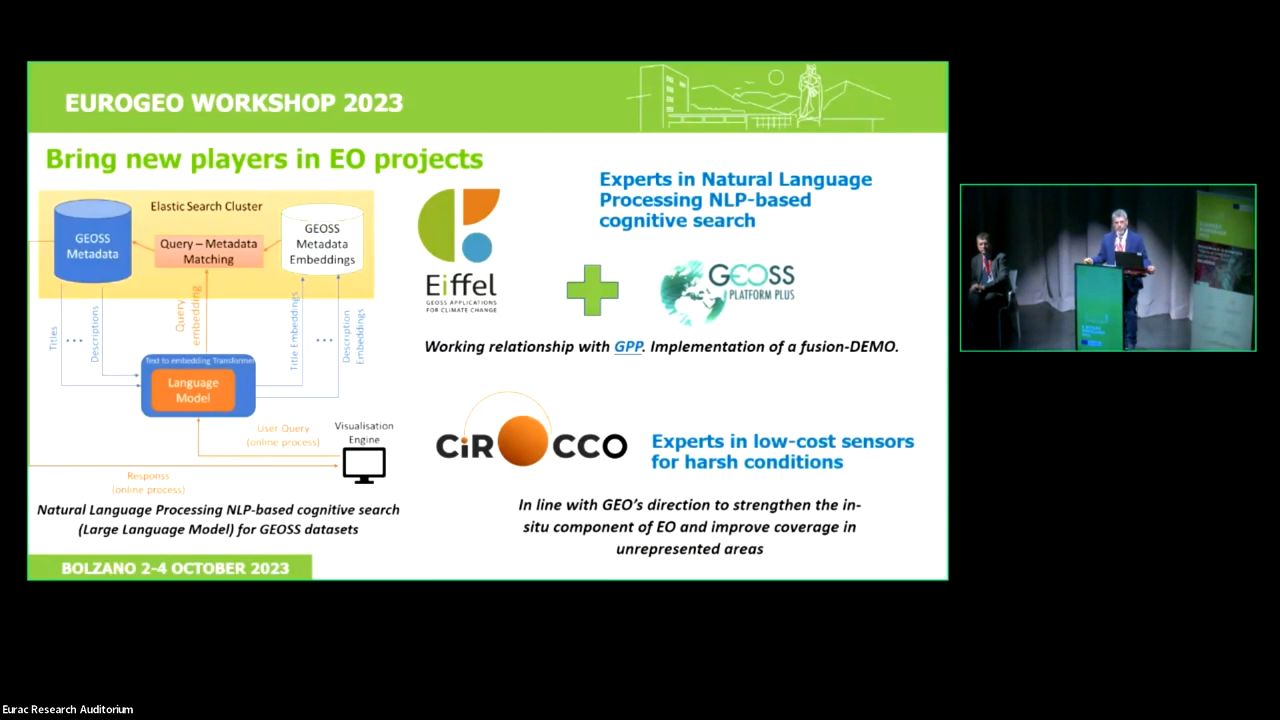 EUROGEO WORKSHOP 2023
Bring new players in EO projects
Elastic Search Cluster
GEOSS
Metadata
Query – Metadata
Matching
GEOSS
Metadata
Embeddings
Titles
...
Descriptions
Query
embedding
Title Embeddings
...
Description
Embeddings
Text to embedding Transformer
Language
Model
User Query
(online process)
Visualisation
Engine
Response
(online process)
Natural Language Processing NLP-based cognitive search
(Large Language Model) for GEOSS datasets
Eiffel
GEOSS APPLICATIONS
FOR CLIMATE CHANGE
Experts in Natural Language
Processing NLP-based
cognitive search
GEOSS
PLATFORM PLUS
Working relationship with GPP. Implementation of a fusion-DEMO.
CiROCCO
Experts in low-cost sensors
for harsh conditions
In line with GEO’s direction to strengthen the in-
situ component of EO and improve coverage in
unrepresented areas
BOLZANO 2-4 OCTOBER 2023
Eurac Research Auditorium